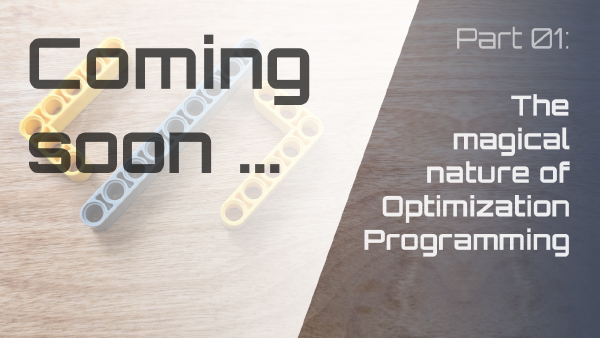 Coming
soon ...
Part 01:
The
magical
nature of
Optimization
Programming